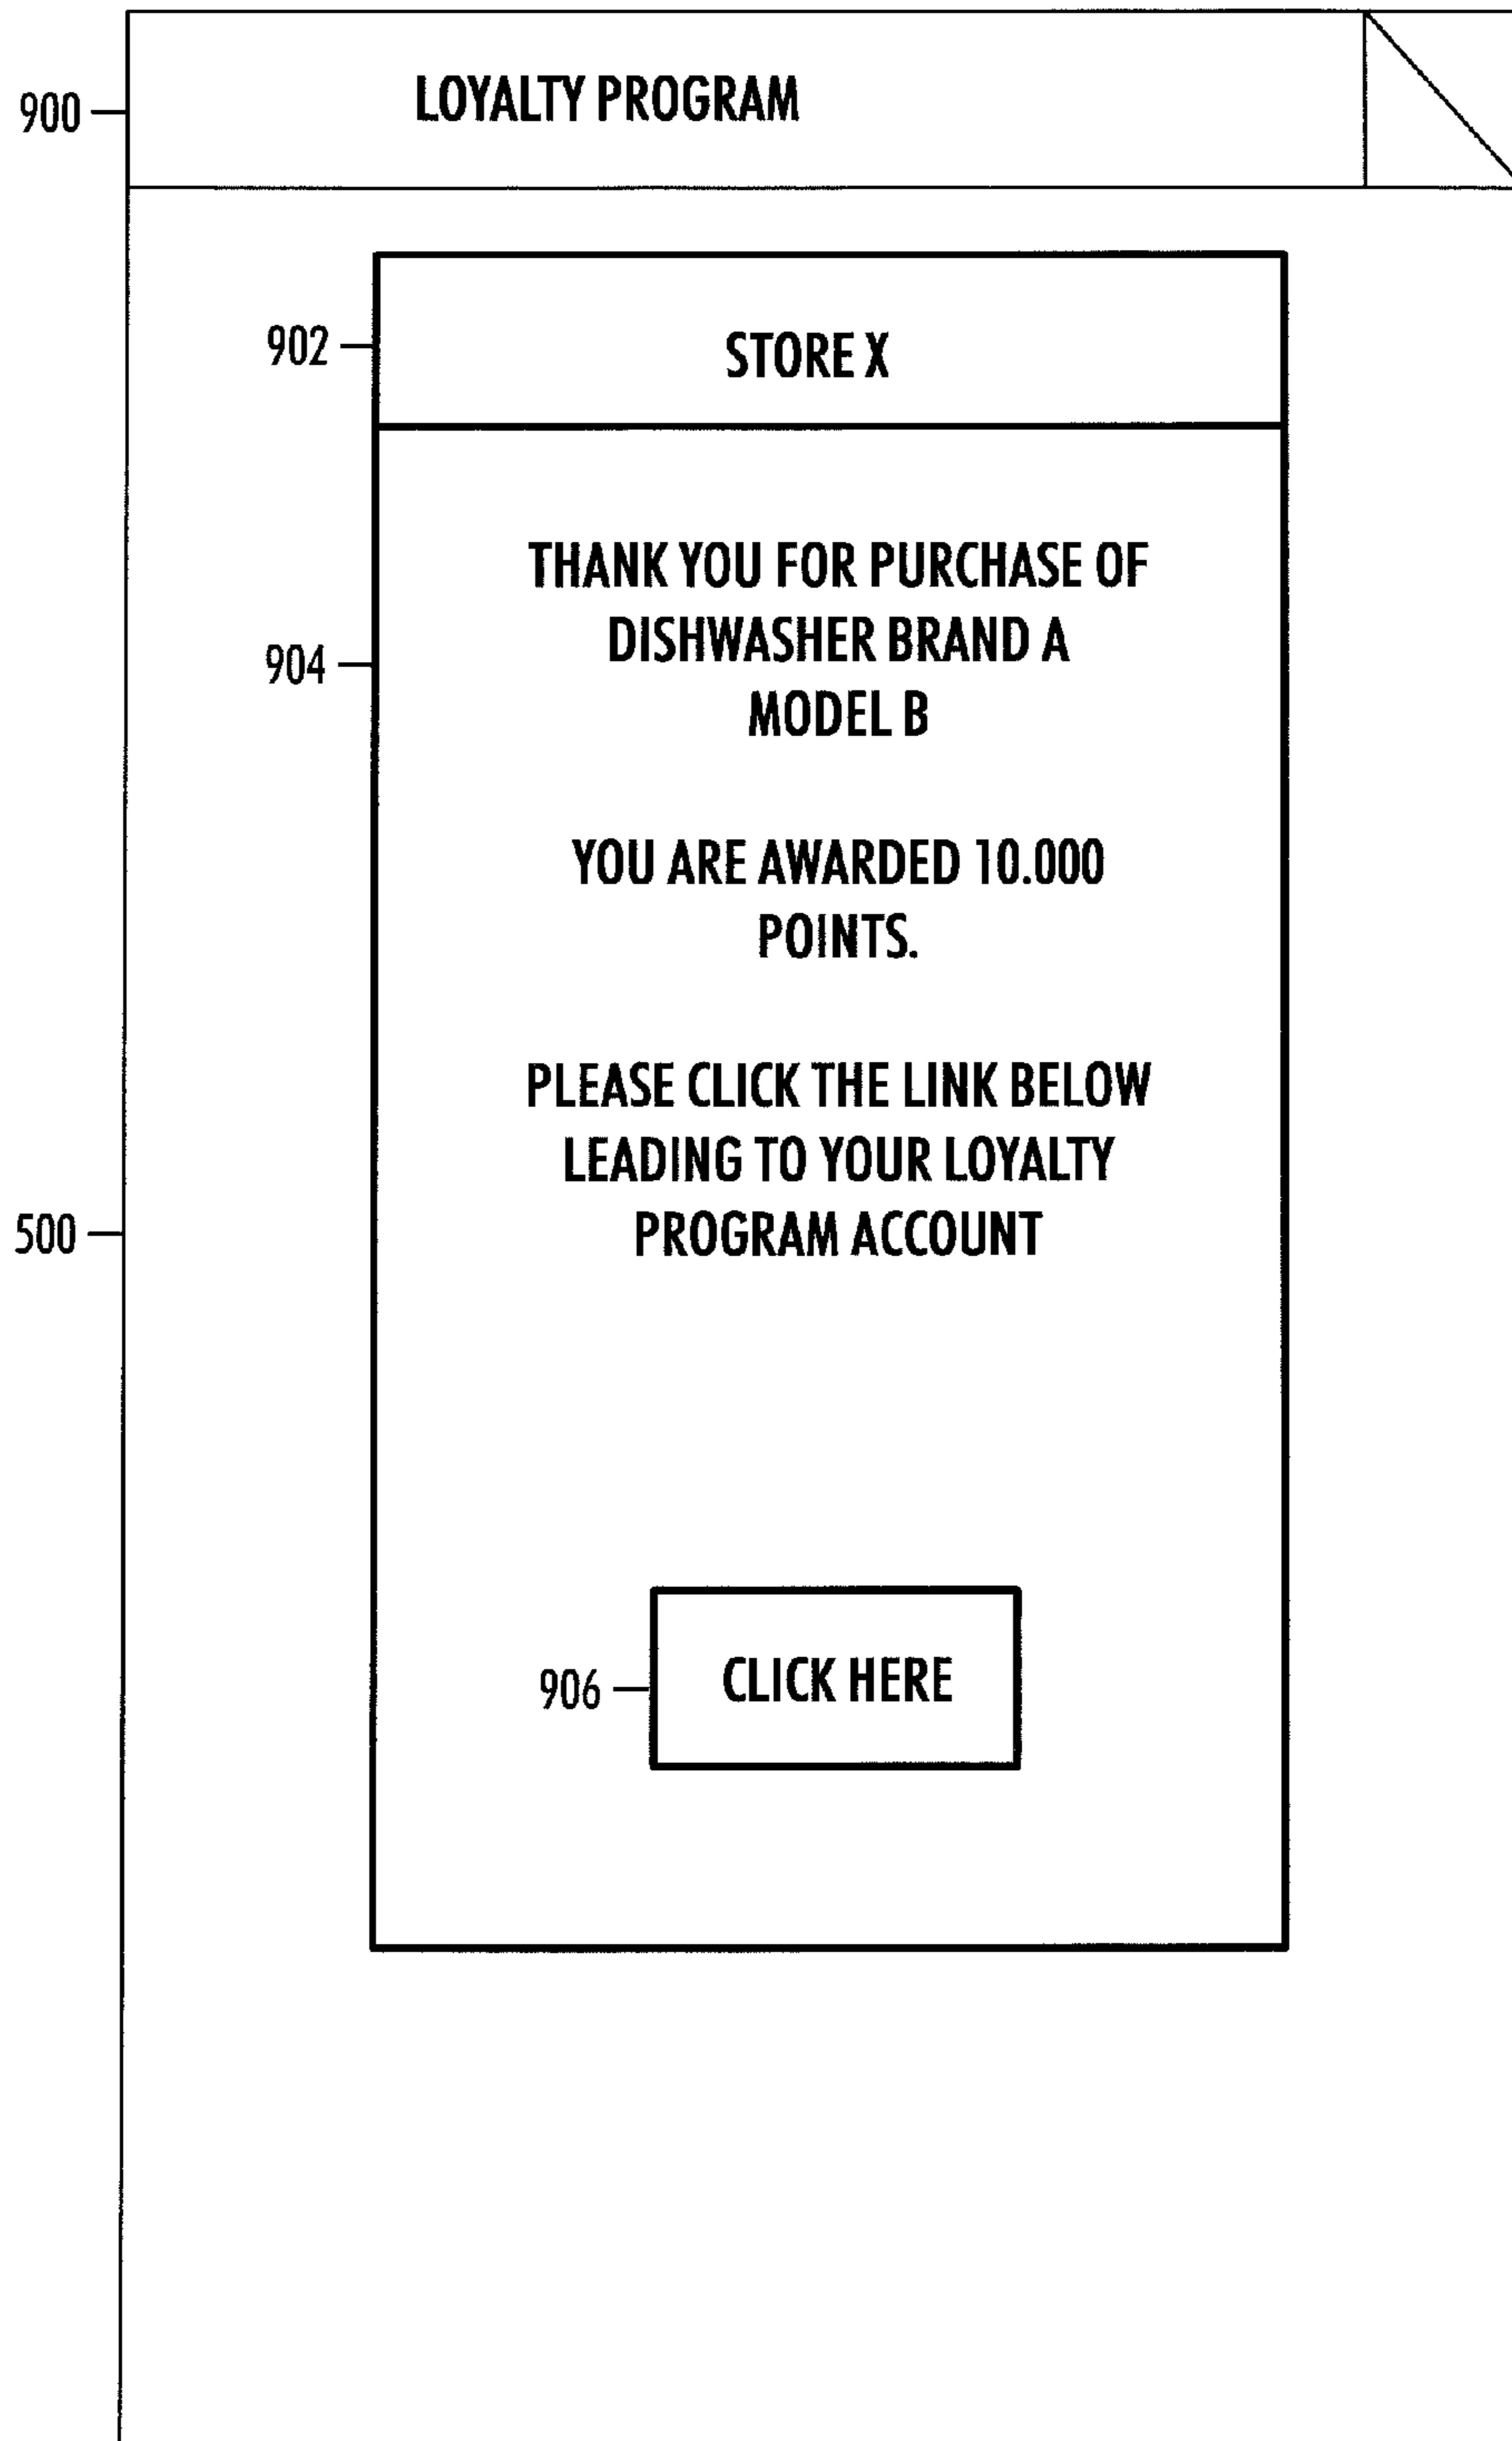 900
LOYALTY PROGRAM
902
STORE X
THANK YOU FOR PURCHASE OF
DISHWASHER BRAND A
904
MODEL B
YOU ARE AWARDED 10.000
POINTS.
PLEASE CLICK THE LINK BELOW
LEADING TO YOUR LOYALTY
500
PROGRAM ACCOUNT
906
CLICK HERE